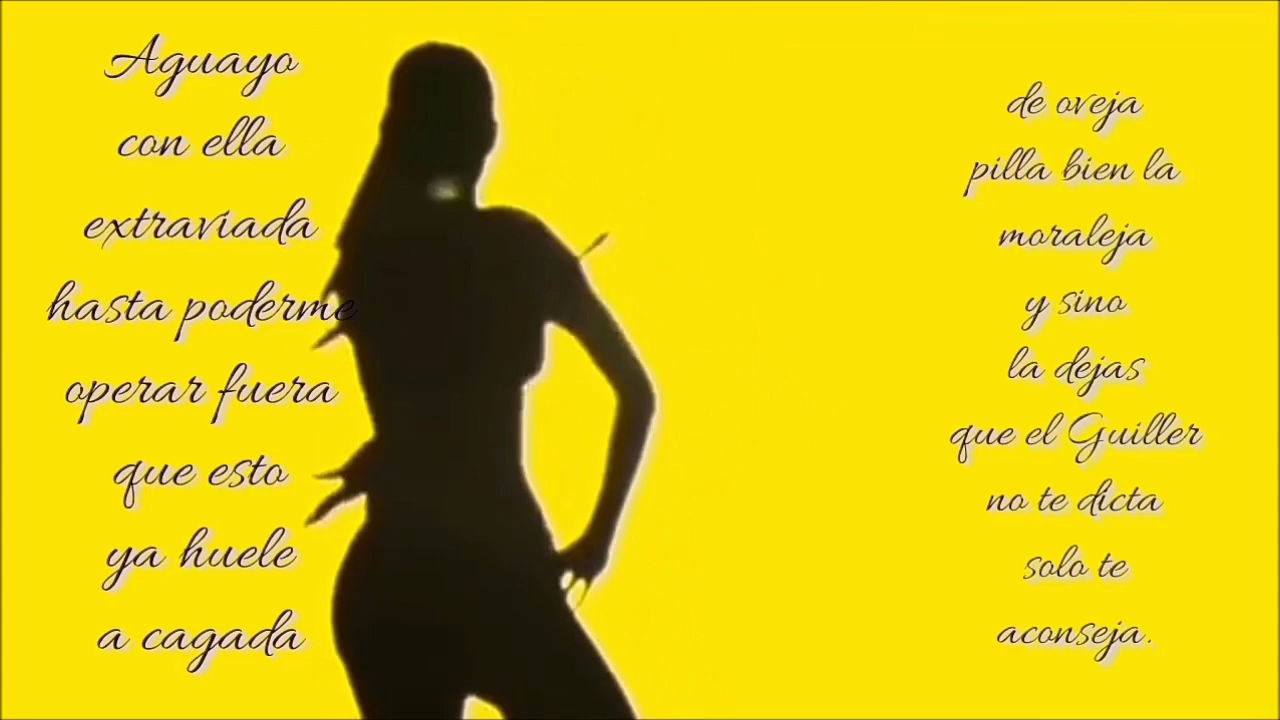 Aguayo
con ella
extraviada
hasta poderme
operar fuera
que esto
ya huele
a cagada
de oveja
pilla bien la
moraleja
y sino
la dejas
que el Guiller
no te dicta
solo te
aconseja.